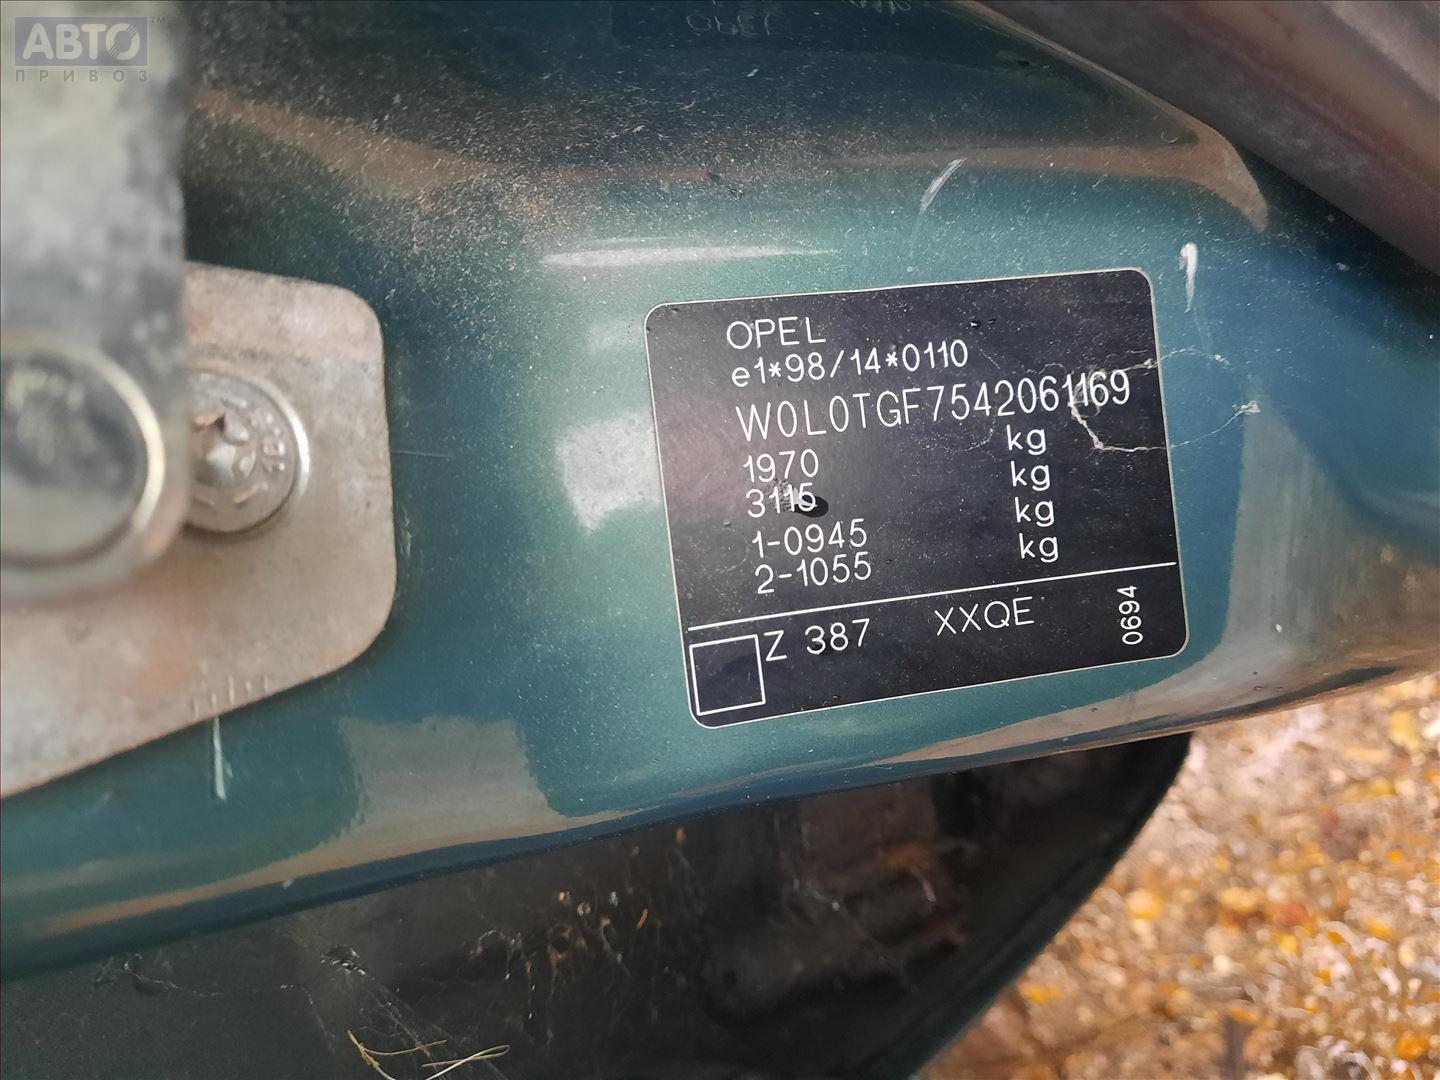 АВТО™
ПРИВОЗ
OPEL
e1*98/14*0110
W0L0TGF7542061169
1970 kg
3115 kg
1-0945 kg
2-1055 kg
Z 387 XXQE 0694